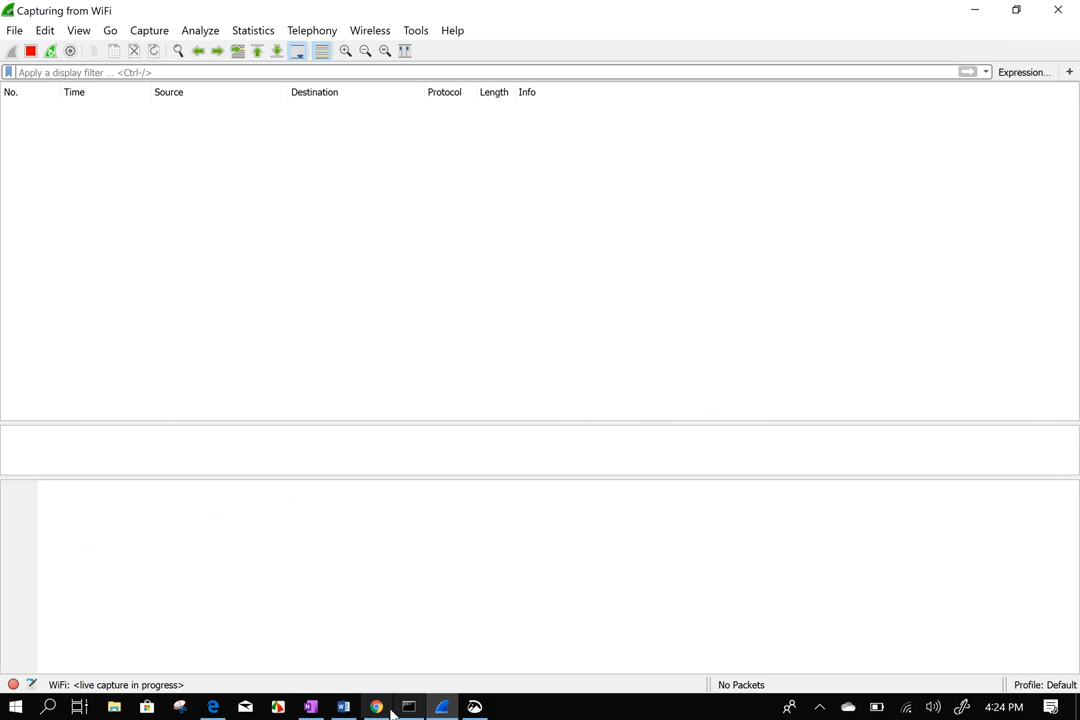 Capturing from WiFi
File Edit View Go Capture Analyze Statistics Telephony Wireless Tools Help
Apply a display filter ... <Ctrl-/> Expression... +
No. Time Source Destination Protocol Length Info
WiFi: <live capture in progress> No Packets Profile: Default
4:24 PM